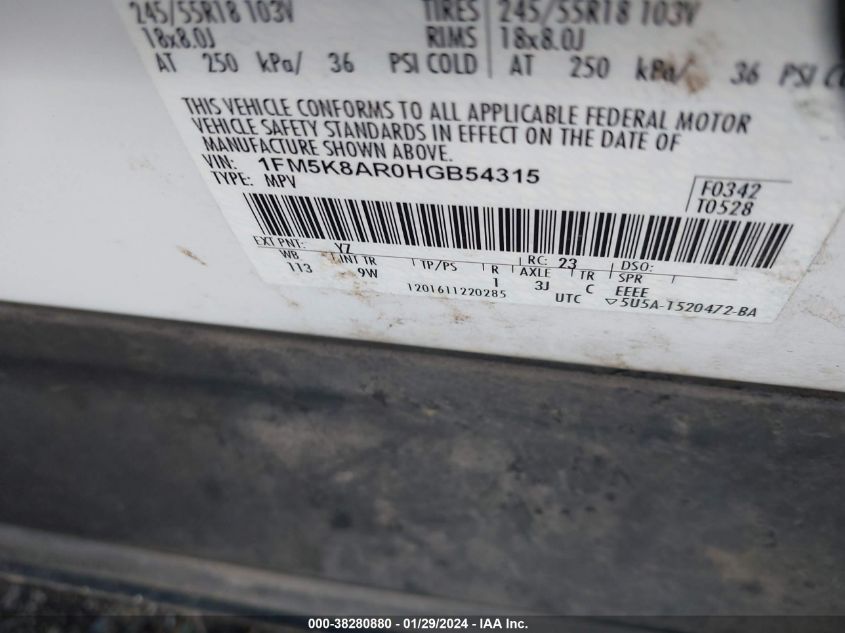 245/55R18 103V TIRES 245/55R18 103V
18x8.0J RIMS 18x8.0J
AT 250 kPa/ 36 PSI COLD AT 250 kPa/ 36 PSI
THIS VEHICLE CONFORMS TO ALL APPLICABLE FEDERAL MOTOR
VEHICLE SAFETY STANDARDS IN EFFECT ON THE DATE OF
MANUFACTURE SHOWN ABOVE.
VIN: 1FM5K8AR0HGB54315
TYPE: MPV
F0342
T0528
EXT PNT: YZ RC: 23 DSO:
WB INT TR TP/PS R AXLE TR SPR
113 9W 1 3J C EEEE
1201611220285 UTC ▽5U5A-1520472-BA
000-38280880 - 01/29/2024 - IAA Inc.